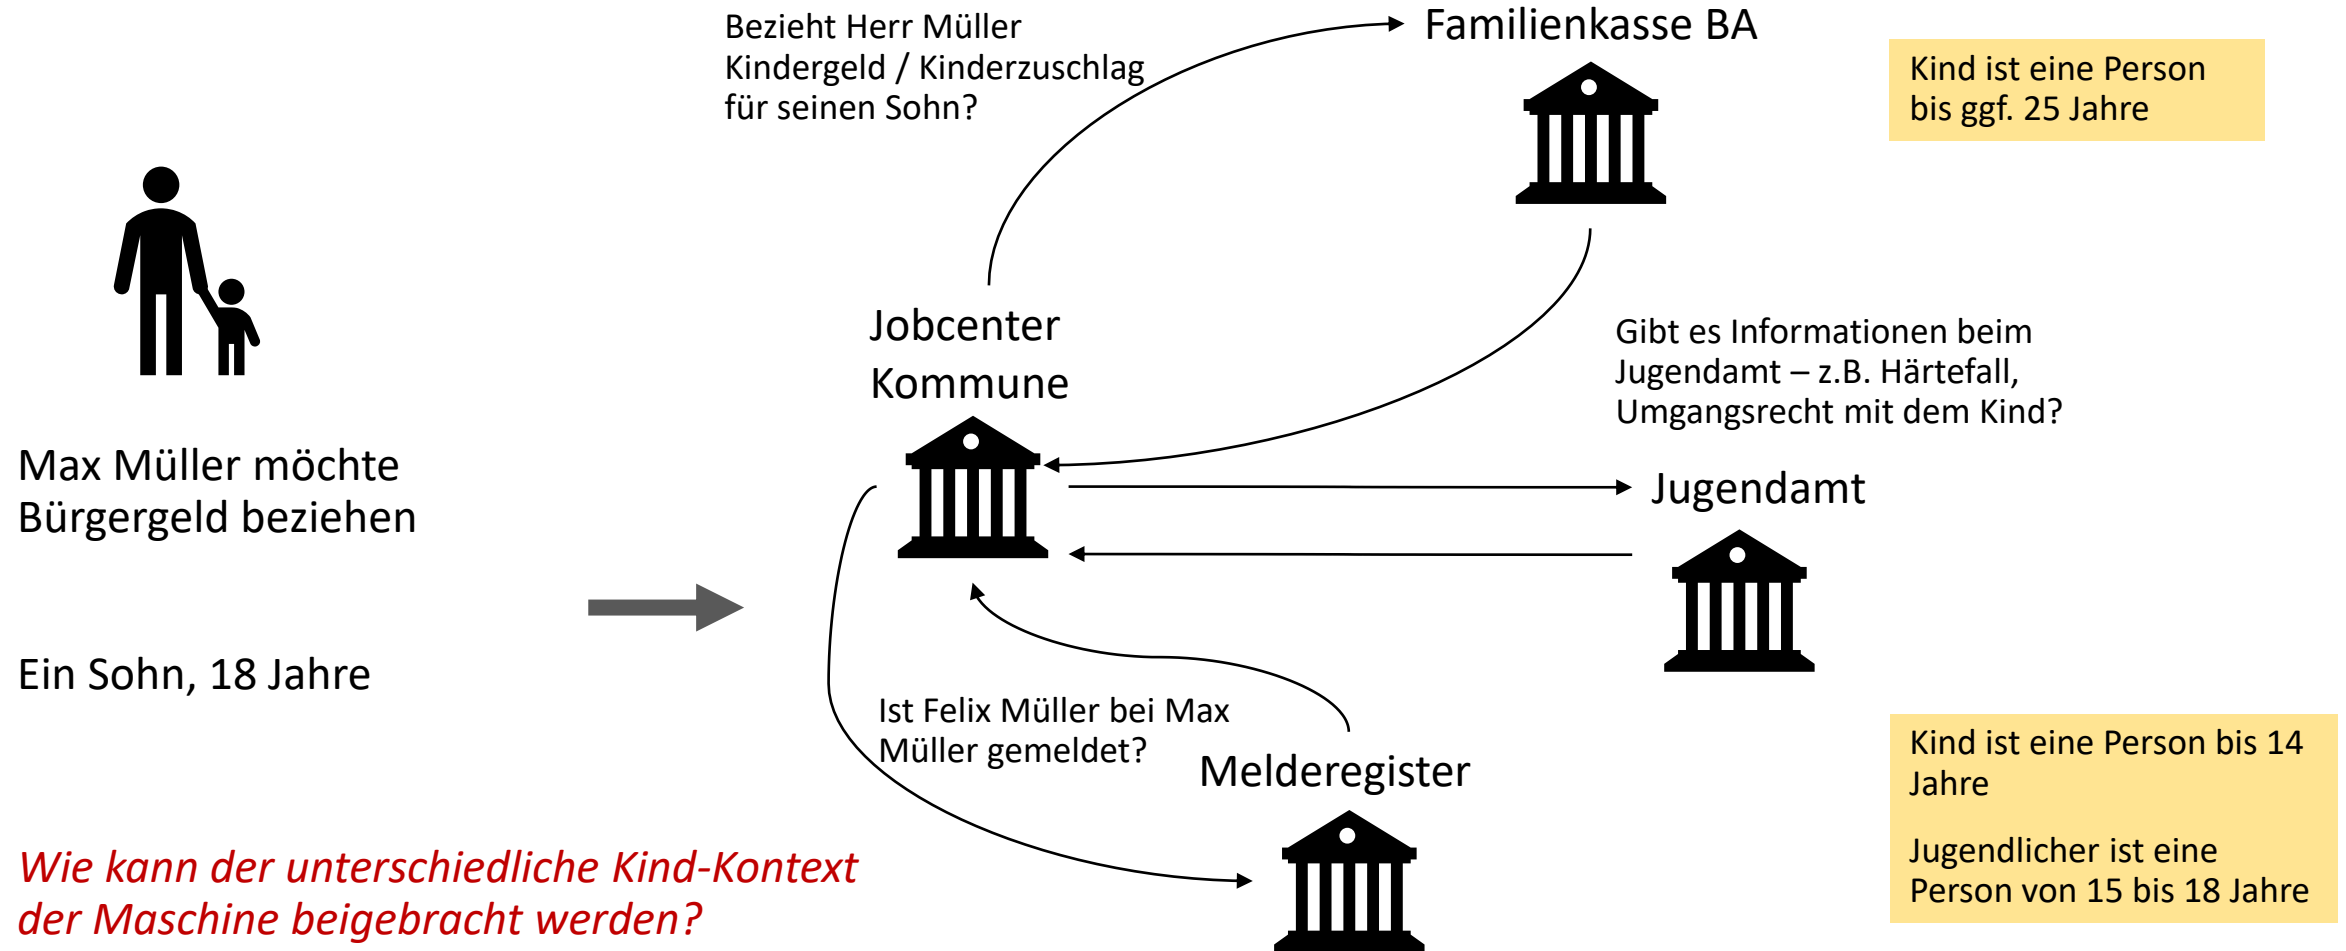 Bezieht Herr Müller
Kindergeld / Kinderzuschlag
für seinen Sohn?
Familienkasse BA
Kind ist eine Person
bis ggf. 25 Jahre
Jobcenter
Kommune
Gibt es Informationen beim
Jugendamt – z.B. Härtefall,
Umgangsrecht mit dem Kind?
Max Müller möchte
Bürgergeld beziehen
Jugendamt
Ein Sohn, 18 Jahre
Ist Felix Müller bei Max
Müller gemeldet?
Melderegister
Kind ist eine Person bis 14
Jahre
Jugendlicher ist eine
Person von 15 bis 18 Jahre
Wie kann der unterschiedliche Kind-Kontext
der Maschine beigebracht werden?